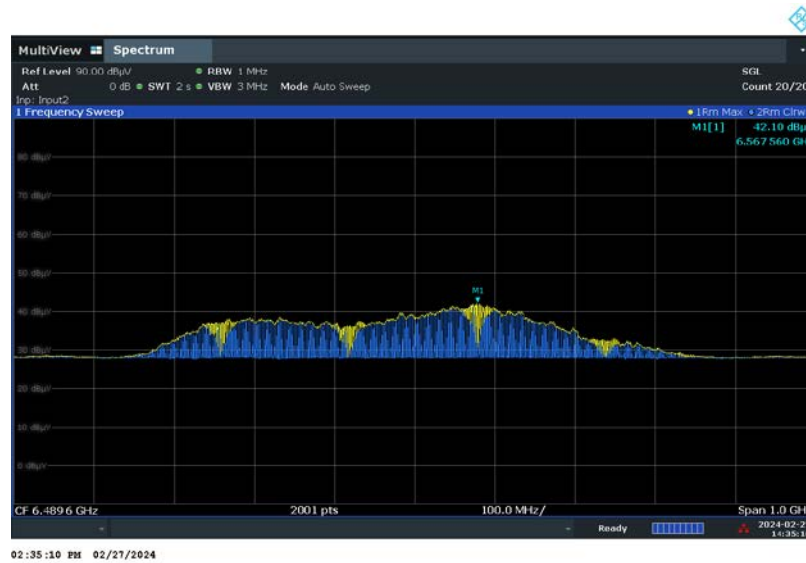 MultiView Spectrum
Ref Level 90.00 dBµV RBW 1 MHz SGL
Att 0 dB SWT 2 s VBW 3 MHz Mode Auto Sweep Count 20/20
Inp: Input2
1 Frequency Sweep 1Rm Max 2Rm Clrw
M1[1] 42.10 dBµ
6.567 560 GH
80 dBµV
70 dBµV
60 dBµV
50 dBµV
M1
40 dBµV
30 dBµV
20 dBµV
10 dBµV
0 dBµV
CF 6.4896 GHz 2001 pts 100.0 MHz/ Span 1.0 GH
Ready 2024-02-2
14:35:1
02:35:10 PM 02/27/2024